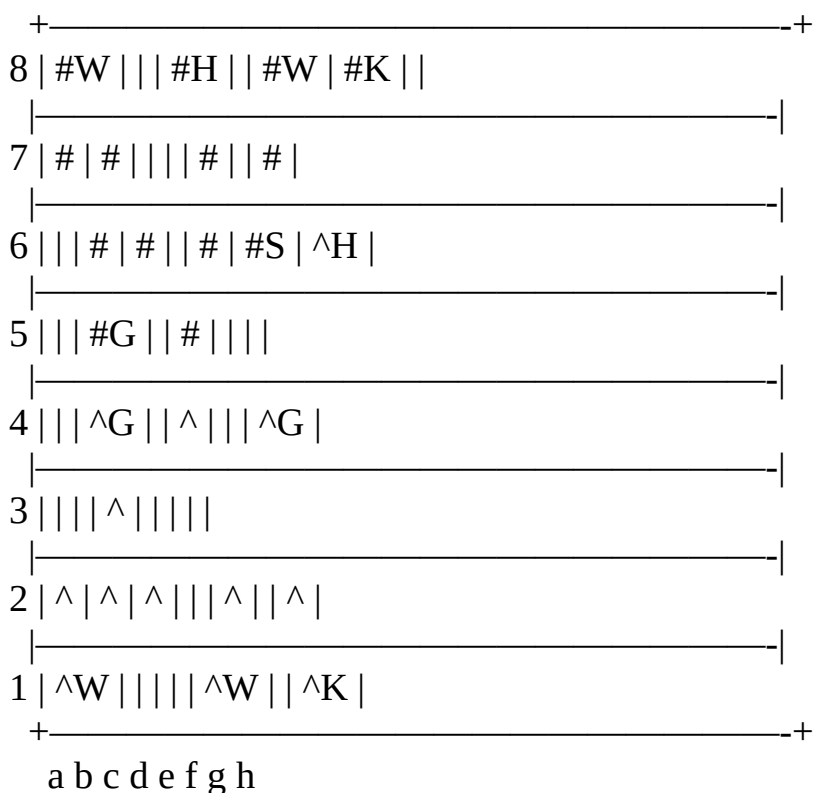 +———————————————————-+
8 | #W | | | #H | | #W | #K | |
|———————————————————-|
7 | # | # | | | | # | | # |
|———————————————————-|
6 | | | # | # | | # | #S | ^H |
|———————————————————-|
5 | | | #G | | # | | | |
|———————————————————-|
4 | | | ^G | | ^ | | | ^G |
|———————————————————-|
3 | | | | ^ | | | | |
|———————————————————-|
2 | ^ | ^ | ^ | | | ^ | | ^ |
|———————————————————-|
1 | ^W | | | | | ^W | | ^K |
+———————————————————-+
a b c d e f g h